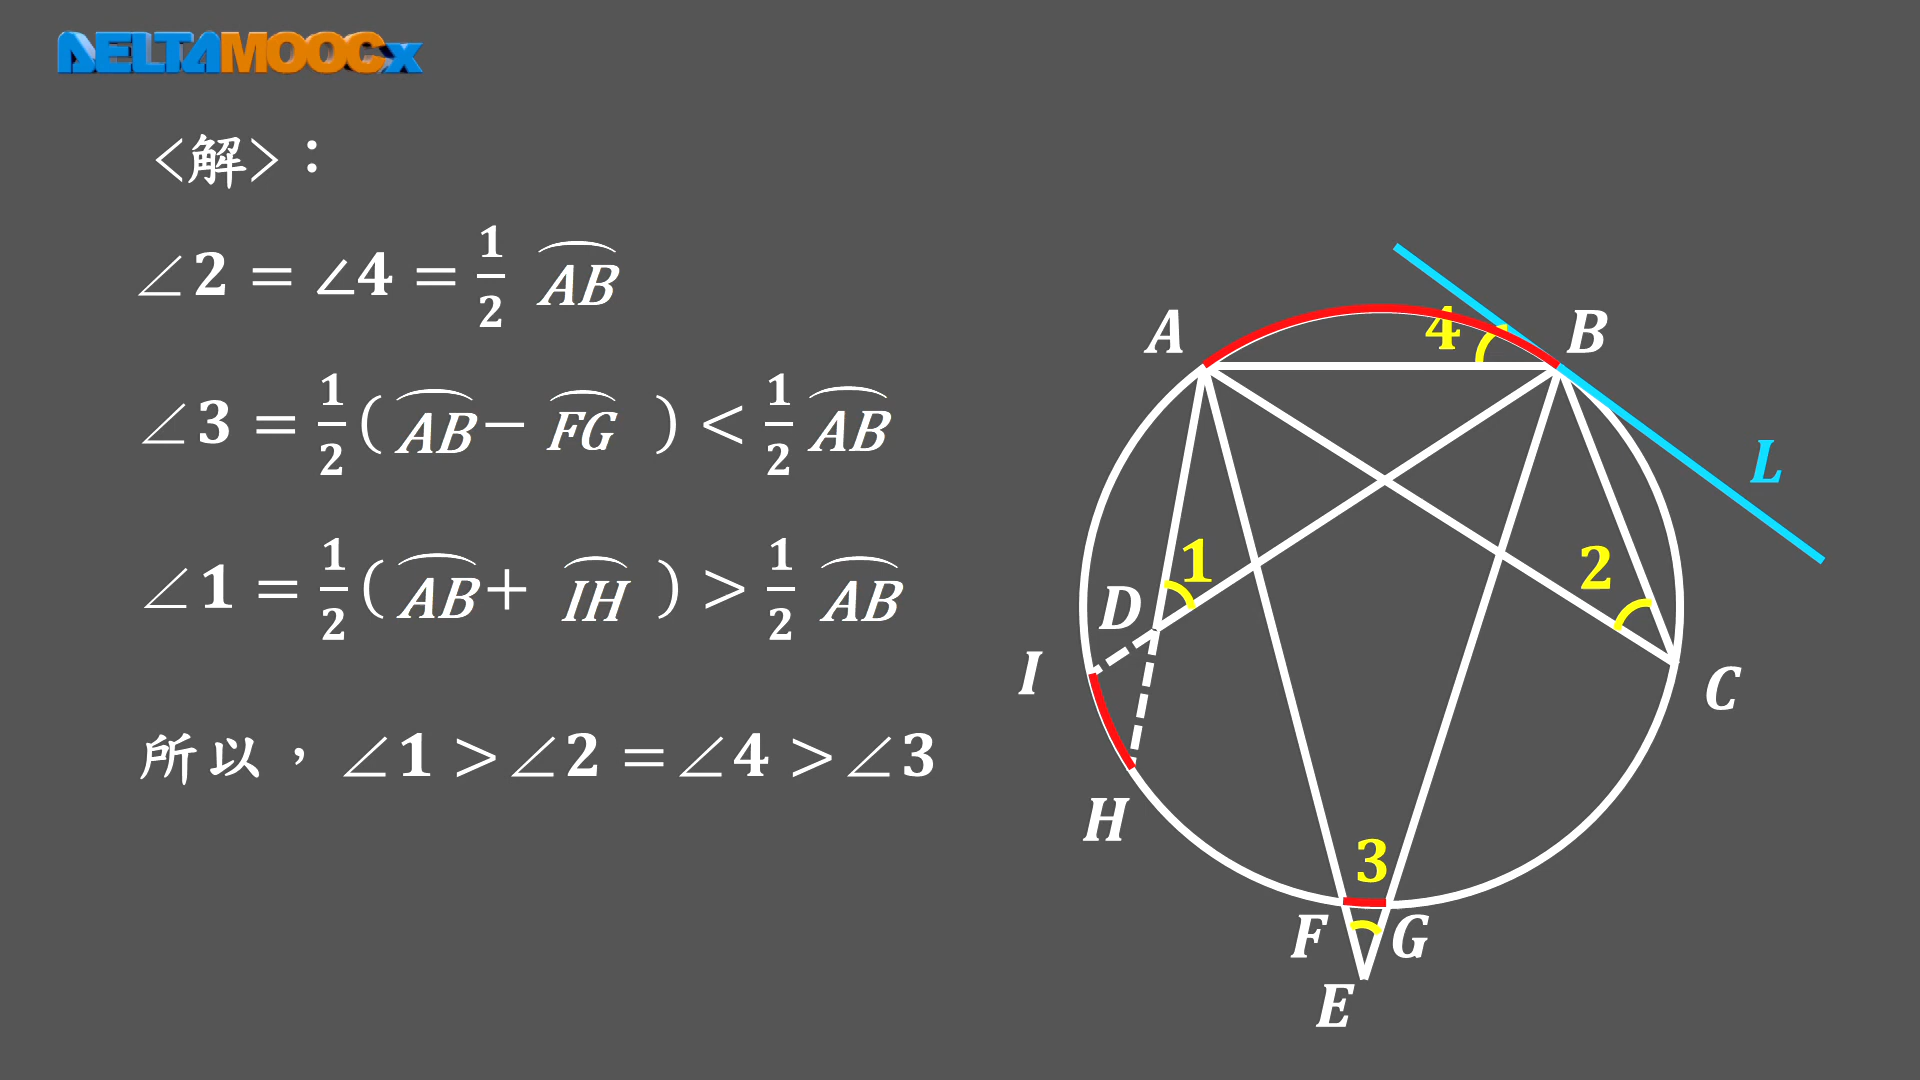 DELTAMOOCx
<解>：
∠2 = ∠4 = 1/2 AB⌒
∠3 = 1/2 ( AB⌒ − FG⌒ ) < 1/2 AB⌒
∠1 = 1/2 ( AB⌒ + IH⌒ ) > 1/2 AB⌒
所以，∠1 > ∠2 = ∠4 > ∠3
A
4
B
L
1
2
D
I
C
H
3
F
G
E